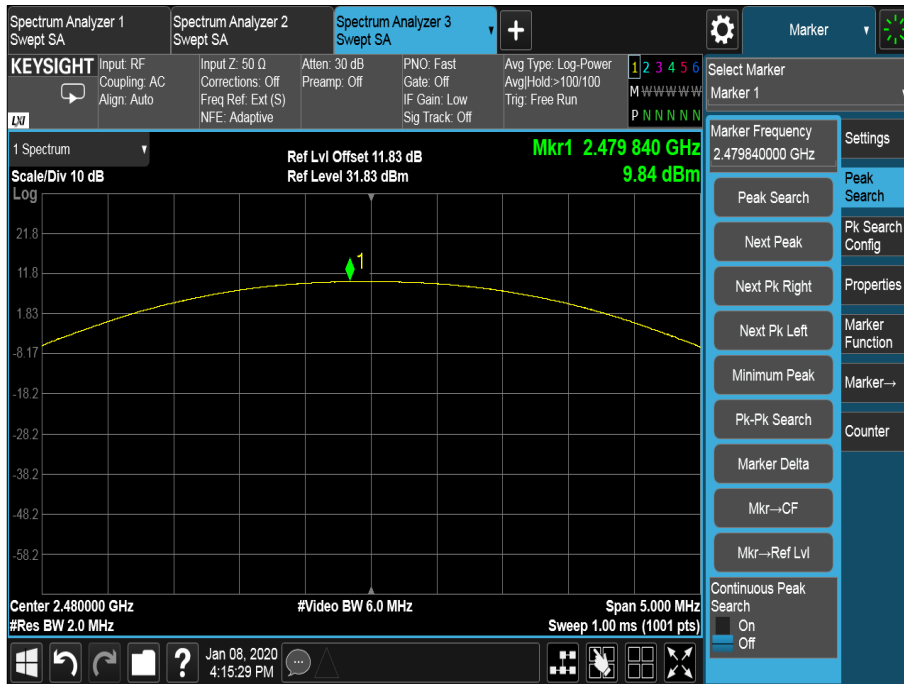 Spectrum Analyzer 1
Swept SA
Spectrum Analyzer 2
Swept SA
Spectrum Analyzer 3
Swept SA
Marker
KEYSIGHT
LXI
Input: RF
Coupling: AC
Align: Auto
Input Z: 50 Ω
Corrections: Off
Freq Ref: Ext (S)
NFE: Adaptive
Atten: 30 dB
Preamp: Off
PNO: Fast
Gate: Off
IF Gain: Low
Sig Track: Off
Avg Type: Log-Power
Avg|Hold:>100/100
Trig: Free Run
1 2 3 4 5 6
M W W W W W
P N N N N N
Select Marker
Marker 1
1 Spectrum
Scale/Div 10 dB
Log
Ref Lvl Offset 11.83 dB
Ref Level 31.83 dBm
Mkr1 2.479 840 GHz
9.84 dBm
21.8
11.8
1.83
-8.17
-18.2
-28.2
-38.2
-48.2
-58.2
1
Center 2.480000 GHz
#Res BW 2.0 MHz
#Video BW 6.0 MHz
Span 5.000 MHz
Sweep 1.00 ms (1001 pts)
Marker Frequency
2.479840000 GHz
Peak Search
Next Peak
Next Pk Right
Next Pk Left
Minimum Peak
Pk-Pk Search
Marker Delta
Mkr→CF
Mkr→Ref Lvl
Continuous Peak
Search
On
Off
Settings
Peak
Search
Pk Search
Config
Properties
Marker
Function
Marker→
Counter
Jan 08, 2020
4:15:29 PM